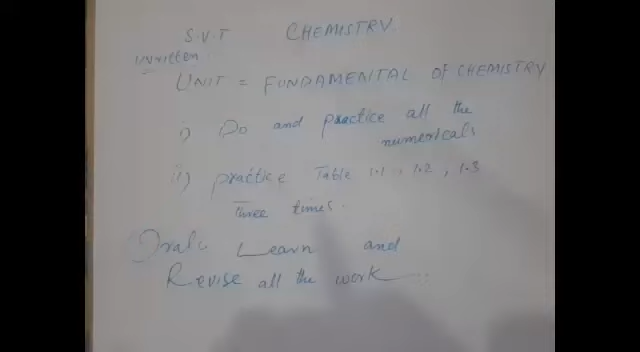 S.V.T CHEMISTRY.
Written
UNIT = FUNDAMENTAL OF CHEMISTRY
i) Do and practice all the
numericals
ii) practice Table 1.1, 1.2, 1.3
Three times.
Oral: Learn and
Revise all the work